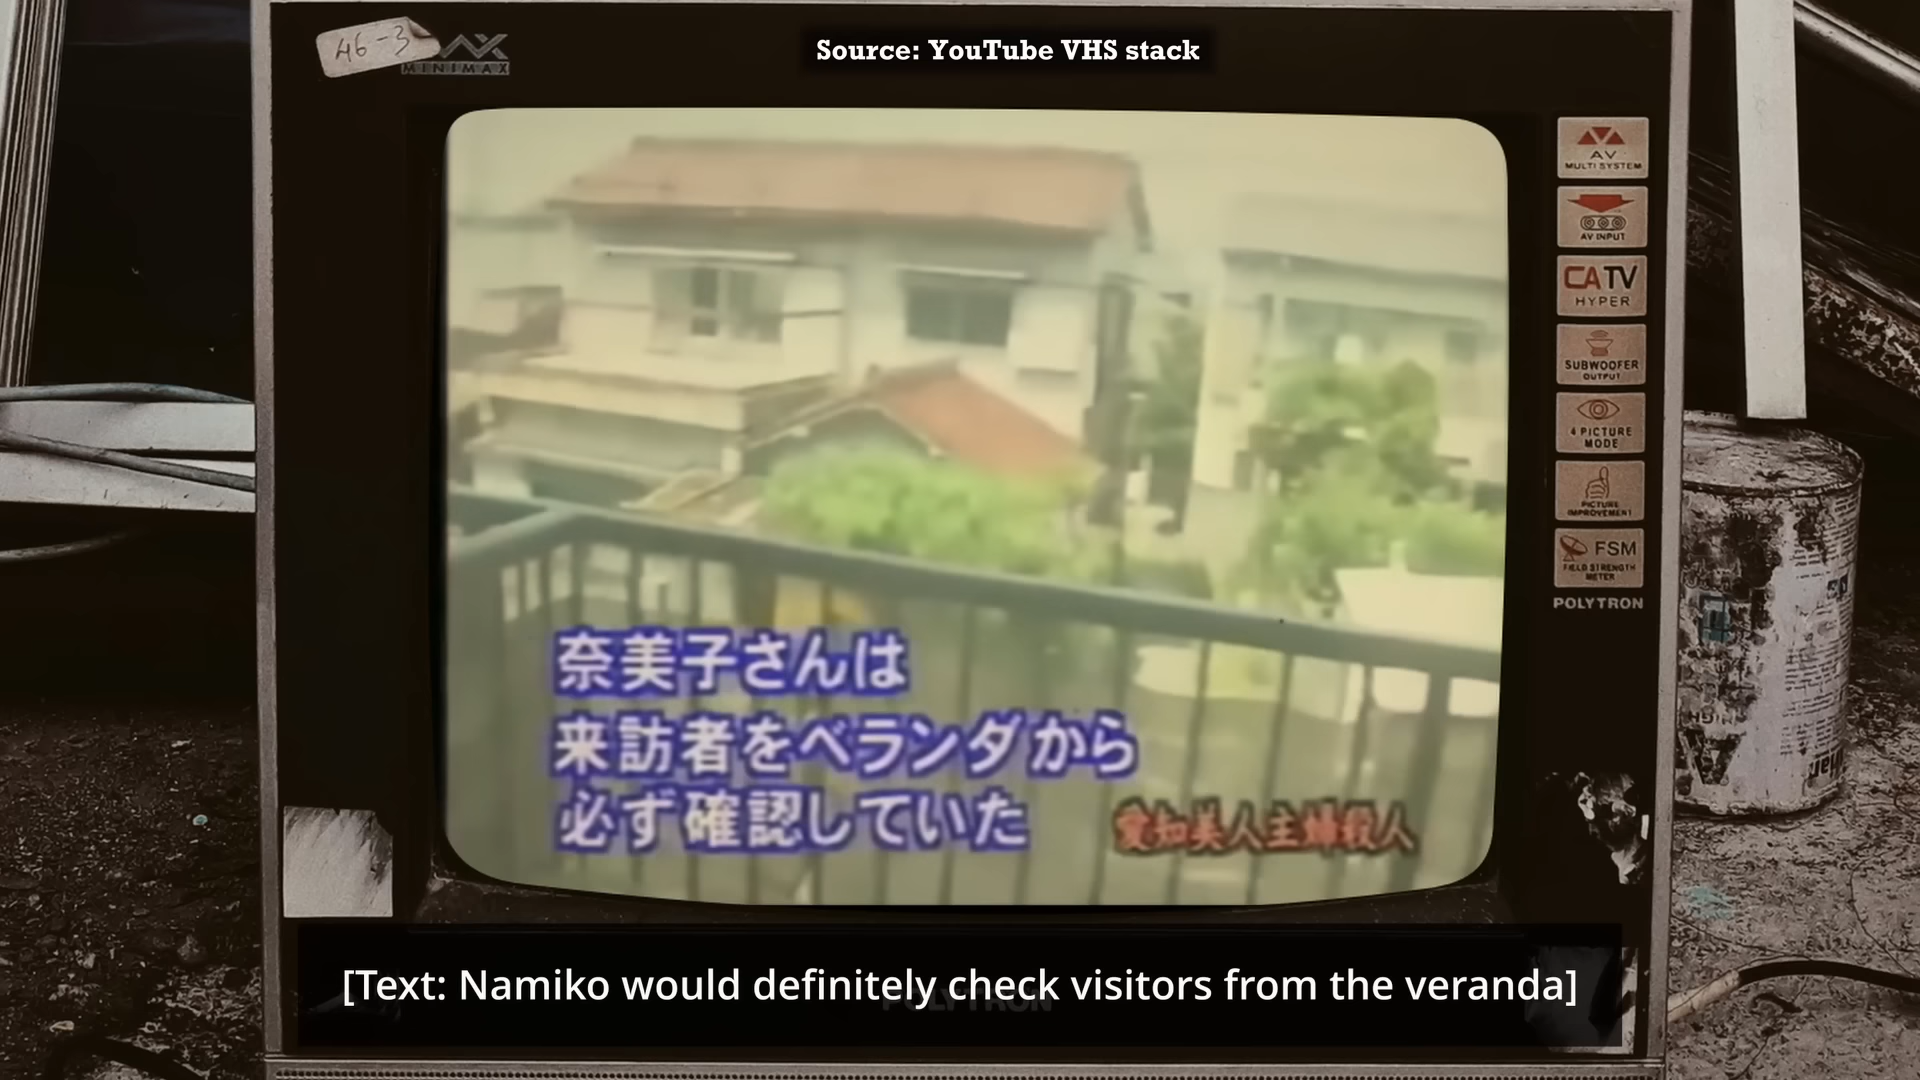 46-3
MINIMAX
Source: YouTube VHS stack
AV
MULTI SYSTEM
AV INPUT
CATV
HYPER
SUBWOOFER
OUTPUT
4 PICTURE
MODE
PICTURE
IMPROVEMENT
FSM
FIELD STRENGTH
METER
POLYTRON
奈美子さんは
来訪者をベランダから
必ず確認していた
愛知美人主婦殺人
[Text: Namiko would definitely check visitors from the veranda]
POLYTRON